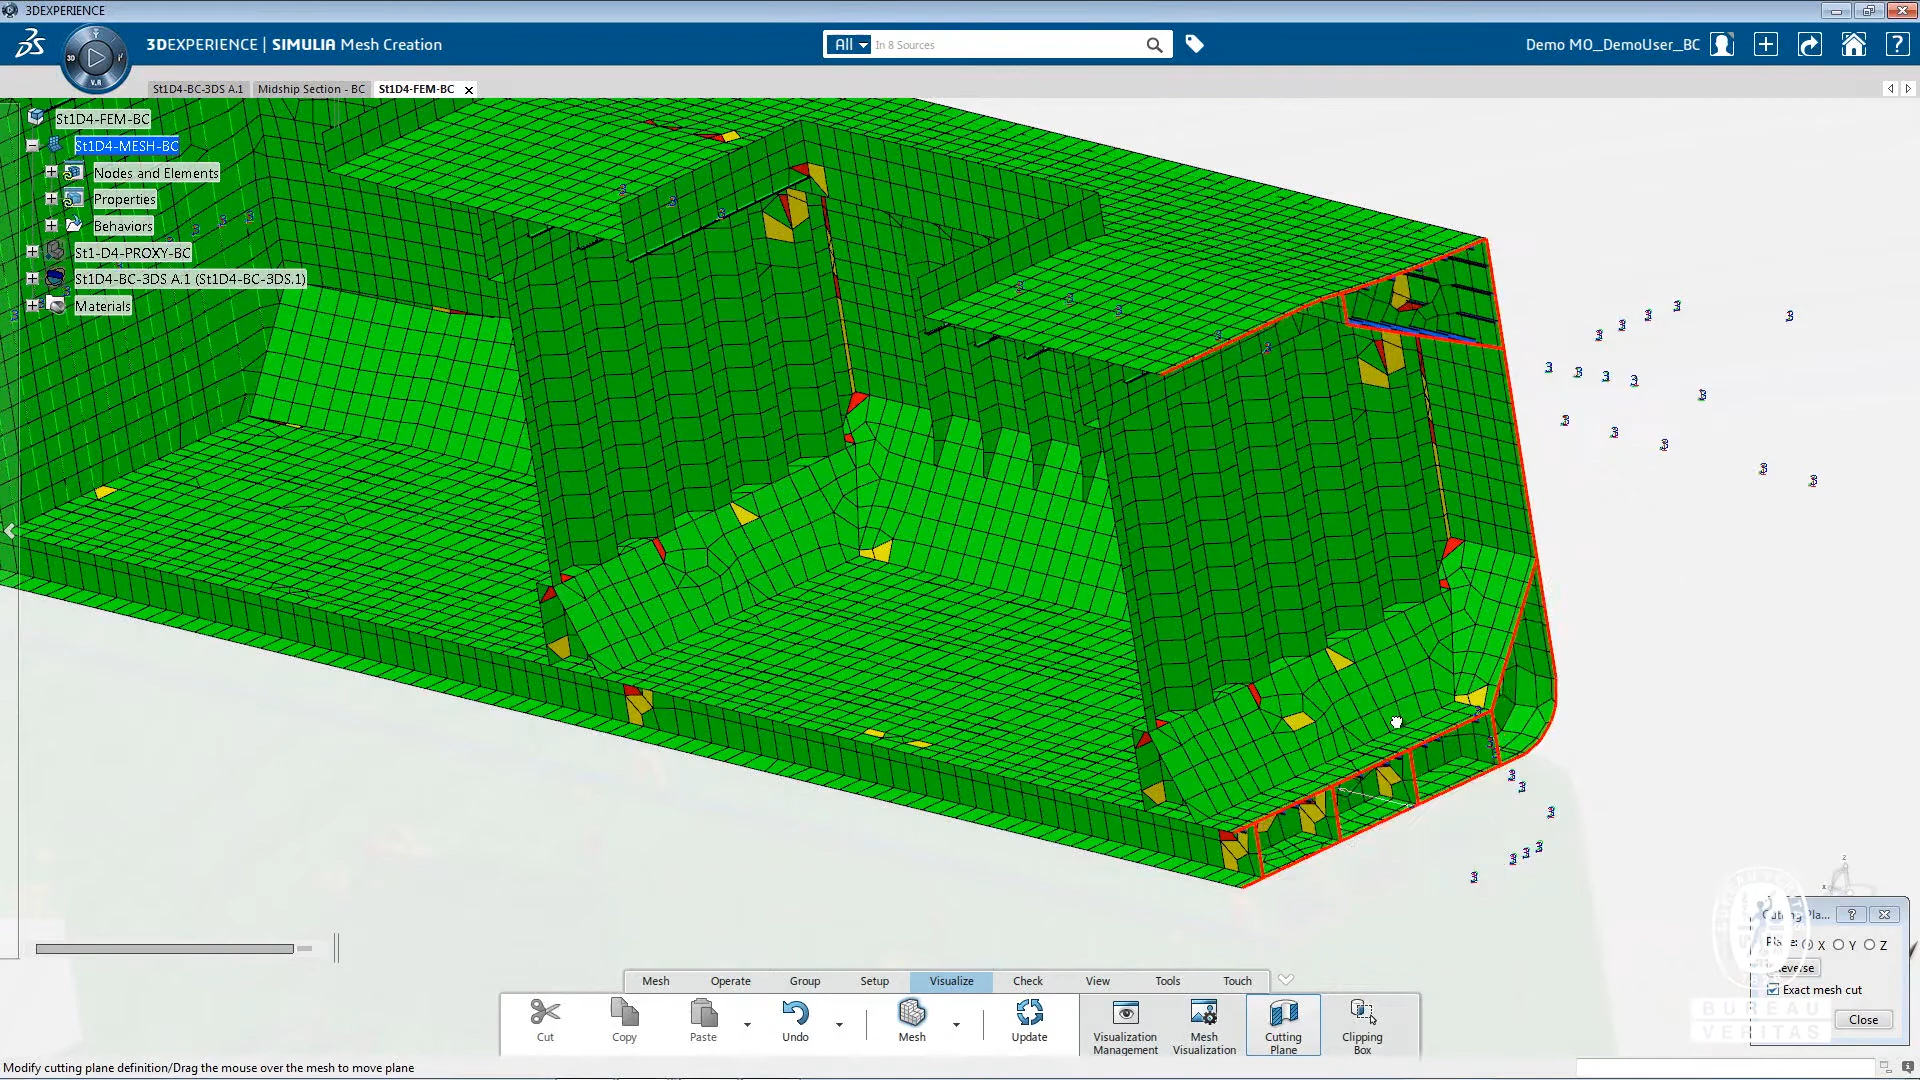 3DEXPERIENCE
3DEXPERIENCE | SIMULIA Mesh Creation
All
In 8 Sources
Demo MO_DemoUser_BC
3D
V.R
St1D4-BC-3DS A.1
Midship Section - BC
St1D4-FEM-BC
St1D4-FEM-BC
St1D4-MESH-BC
Nodes and Elements
Properties
Behaviors
St1-D4-PROXY-BC
St1D4-BC-3DS A.1 (St1D4-BC-3DS.1)
Materials
X Y Z
Reverse
Exact mesh cut
Close
BUREAU
VERITAS
Mesh Operate Group Setup Visualize Check View Tools Touch
Cut
Copy
Paste
Undo
Mesh
Update
Visualization Management
Mesh Visualization
Cutting Plane
Clipping Box
Modify cutting plane definition/Drag the mouse over the mesh to move plane